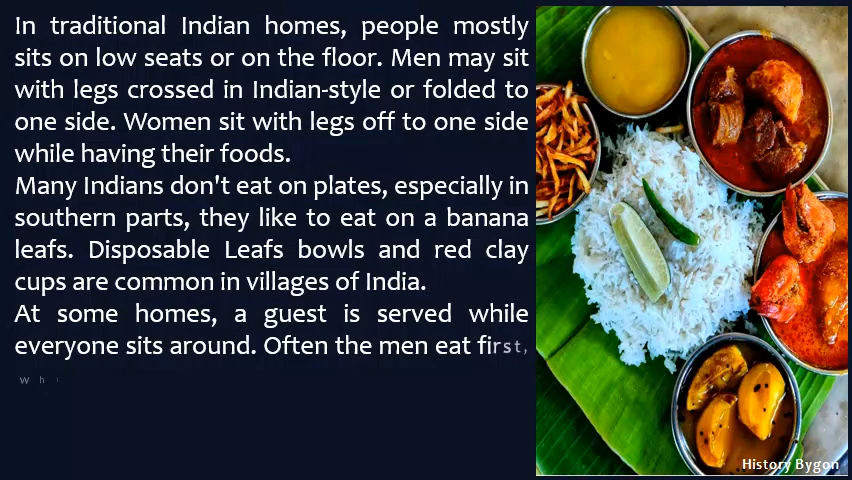 In traditional Indian homes, people mostly
sits on low seats or on the floor. Men may sit
with legs crossed in Indian-style or folded to
one side. Women sit with legs off to one side
while having their foods.
Many Indians don't eat on plates, especially in
southern parts, they like to eat on a banana
leafs. Disposable Leafs bowls and red clay
cups are common in villages of India.
At some homes, a guest is served while
everyone sits around. Often the men eat first,
History Bygon